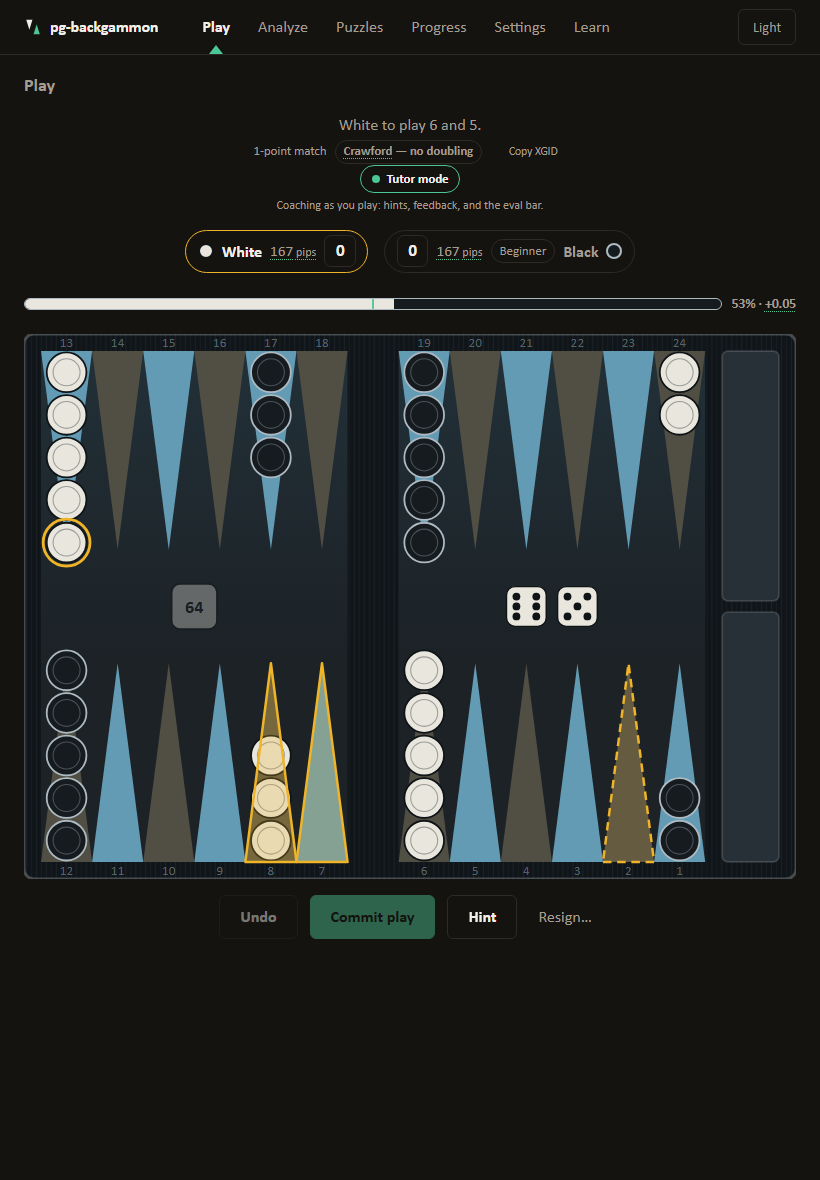 pg-backgammon Play Analyze Puzzles Progress Settings Learn Light
Play
White to play 6 and 5.
1-point match Crawford — no doubling Copy XGID
Tutor mode
Coaching as you play: hints, feedback, and the eval bar.
White 167 pips 0 0 167 pips Beginner Black
53% · +0.05
13 14 15 16 17 18 19 20 21 22 23 24
64
12 11 10 9 8 7 6 5 4 3 2 1
Undo Commit play Hint Resign...